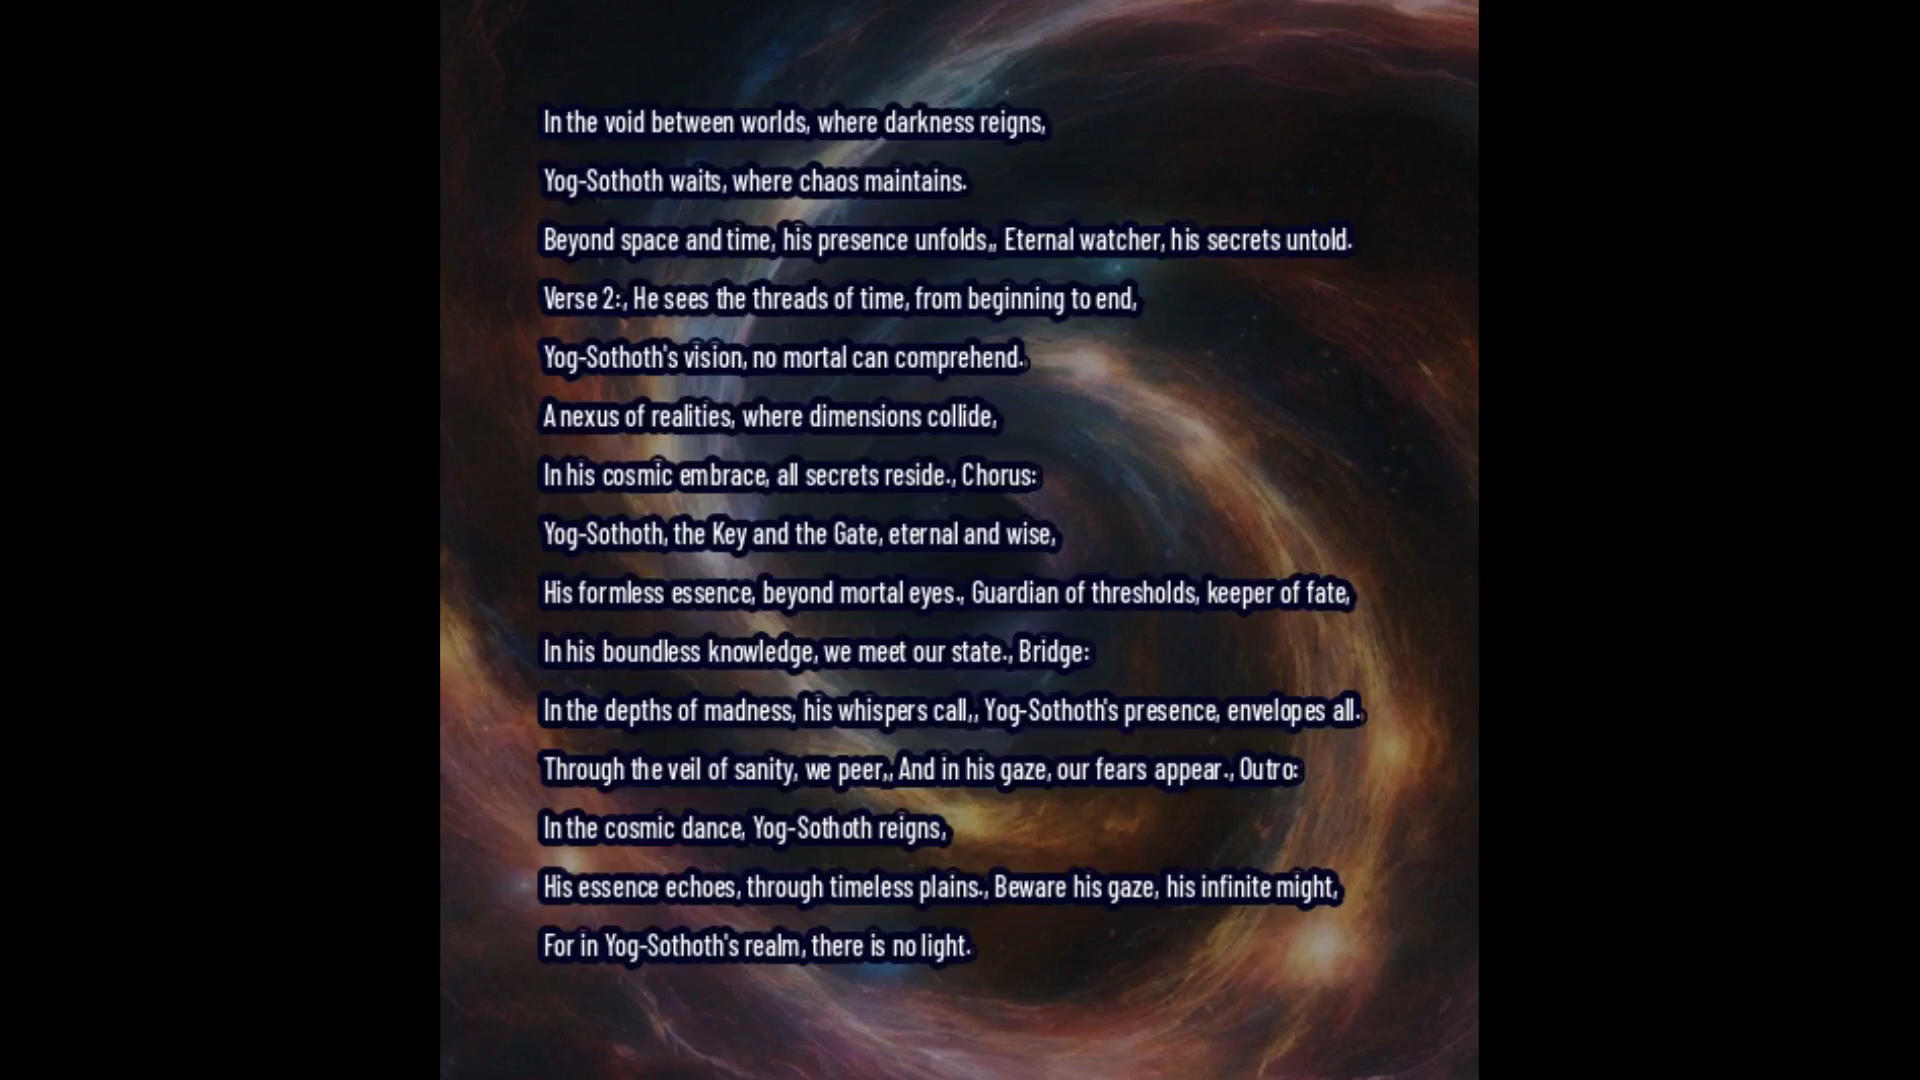 In the void between worlds, where darkness reigns,
Yog-Sothoth waits, where chaos maintains.
Beyond space and time, his presence unfolds,, Eternal watcher, his secrets untold.
Verse 2:, He sees the threads of time, from beginning to end,
Yog-Sothoth's vision, no mortal can comprehend.
A nexus of realities, where dimensions collide,
In his cosmic embrace, all secrets reside., Chorus:
Yog-Sothoth, the Key and the Gate, eternal and wise,
His formless essence, beyond mortal eyes., Guardian of thresholds, keeper of fate,
In his boundless knowledge, we meet our state., Bridge:
In the depths of madness, his whispers call,, Yog-Sothoth's presence, envelopes all.
Through the veil of sanity, we peer,, And in his gaze, our fears appear., Outro:
In the cosmic dance, Yog-Sothoth reigns,
His essence echoes, through timeless plains., Beware his gaze, his infinite might,
For in Yog-Sothoth's realm, there is no light.